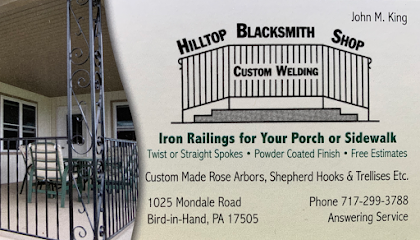 John M. King
Hilltop Blacksmith Shop
Custom Welding
Iron Railings for Your Porch or Sidewalk
Twist or Straight Spokes • Powder Coated Finish • Free Estimates
Custom Made Rose Arbors, Shepherd Hooks & Trellises Etc.
1025 Mondale Road Phone 717-299-3788
Bird-in-Hand, PA 17505 Answering Service